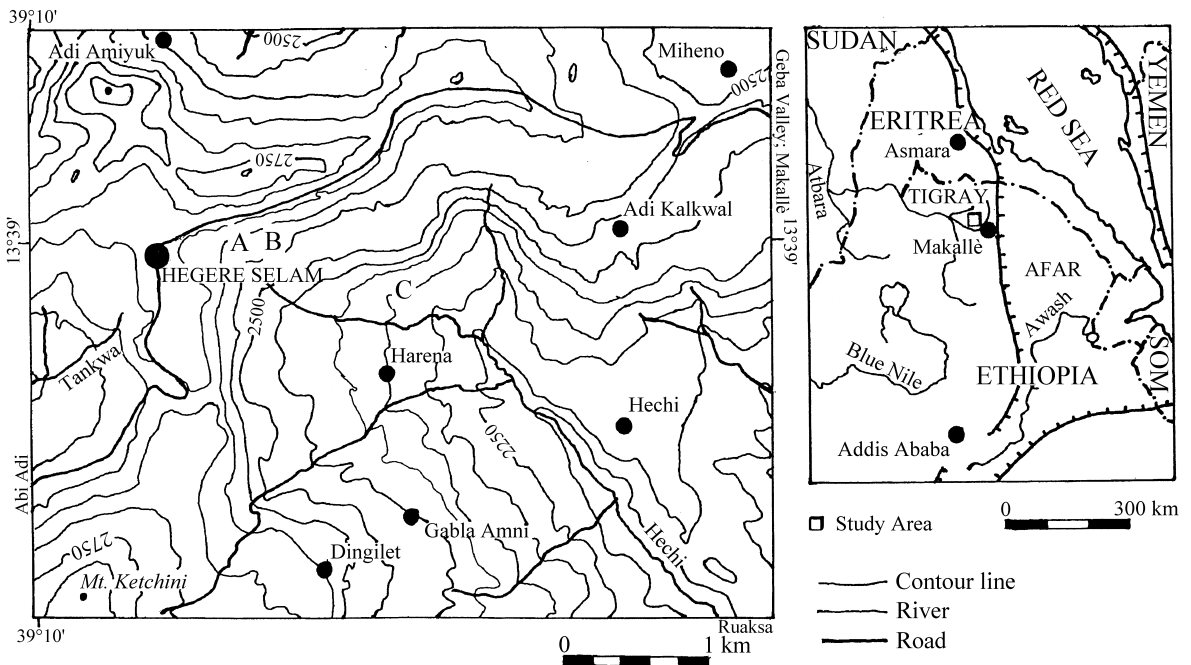 39°10'
Adi Amiyuk
2500
Miheno
2500
2750
Geba Valley; Makallè
Adi Kalkwal
13°39'
13°39'
A B
HEGERE SELAM
C
2500
Tankwa
Harena
Hechi
2250
Abi Adi
Gabla Amni
Hechi
Dingilet
2750
Mt. Ketchini
39°10'
Ruaksa
0 1 km
SUDAN
YEMEN
RED SEA
ERITREA
Asmara
Atbara
TIGRAY
Makallè
AFAR
Awash
SOM
Blue Nile
ETHIOPIA
Addis Ababa
0 300 km
Study Area
Contour line
River
Road